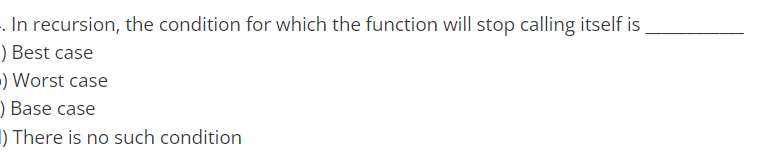 . In recursion, the condition for which the function will stop calling itself is ____________
) Best case
) Worst case
) Base case
) There is no such condition